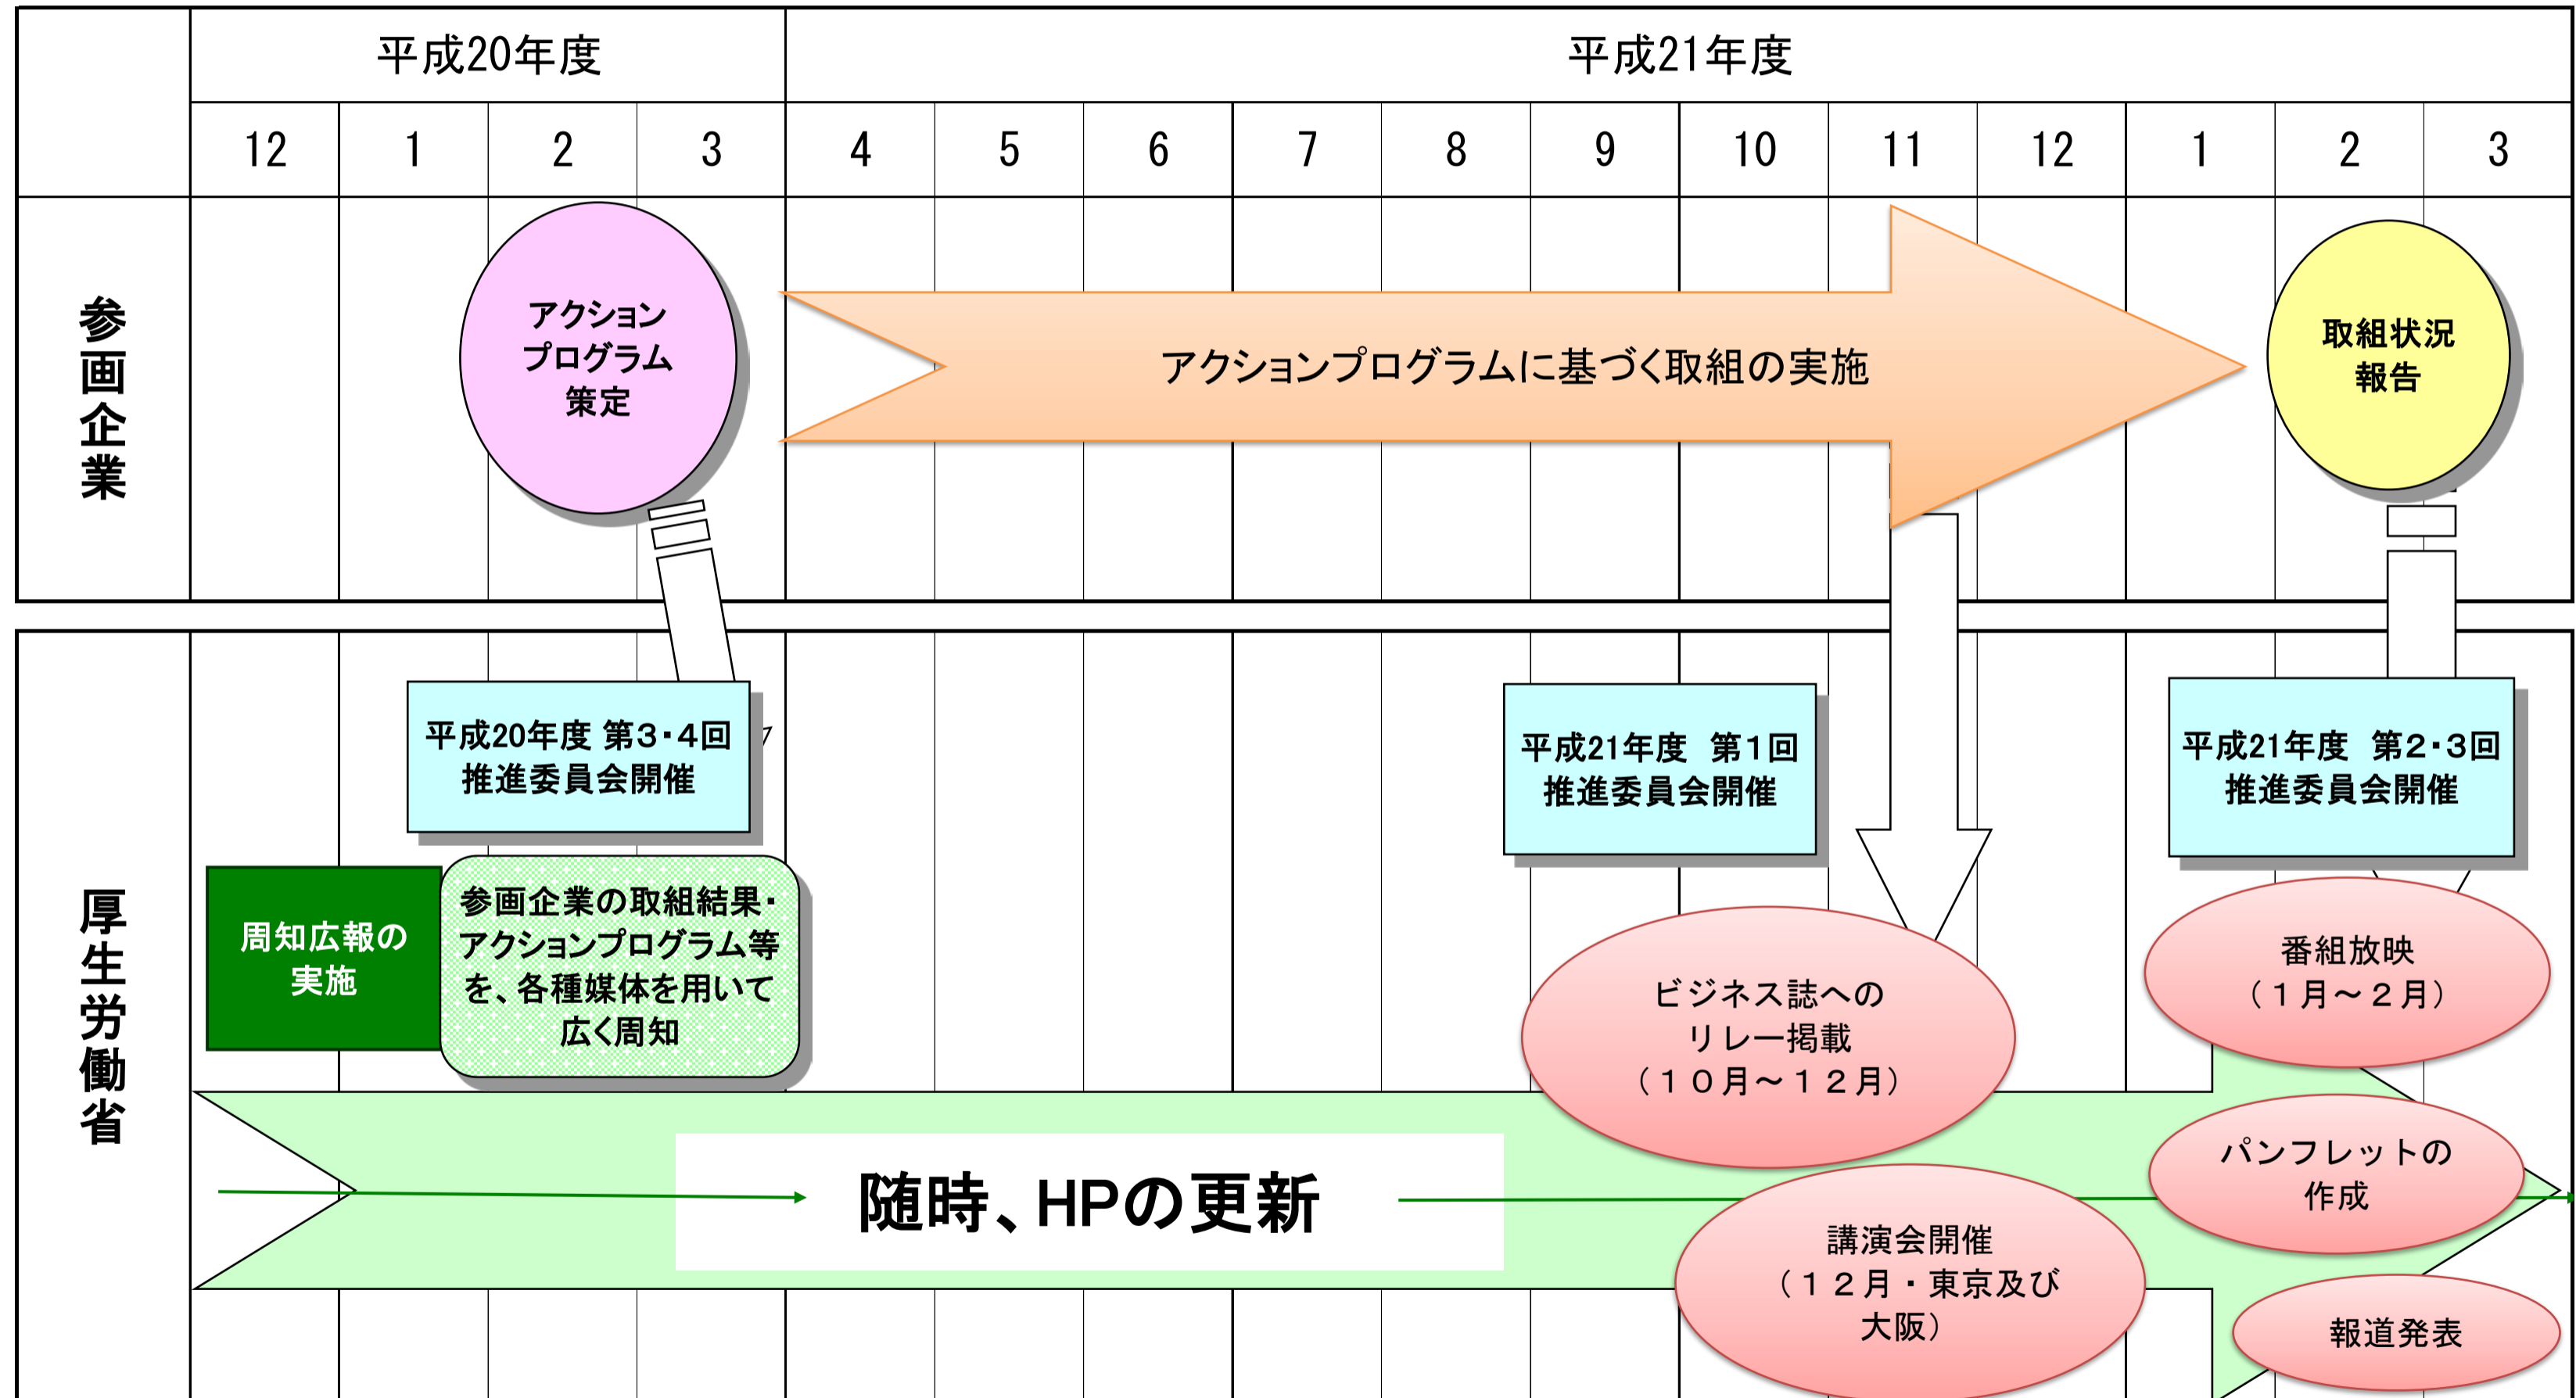 平成20年度
平成21年度
12 1 2 3 4 5 6 7 8 9 10 11 12 1 2 3
参画企業
アクション
プログラム
策定
アクションプログラムに基づく取組の実施
取組状況
報告
厚生労働省
平成20年度 第3・4回
推進委員会開催
平成21年度 第1回
推進委員会開催
平成21年度 第2・3回
推進委員会開催
周知広報の
実施
参画企業の取組結果・
アクションプログラム等
を、各種媒体を用いて
広く周知
ビジネス誌への
リレー掲載
（１０月～１２月）
番組放映
（１月～２月）
随時、HPの更新
パンフレットの
作成
講演会開催
（１２月・東京及び
大阪）
報道発表